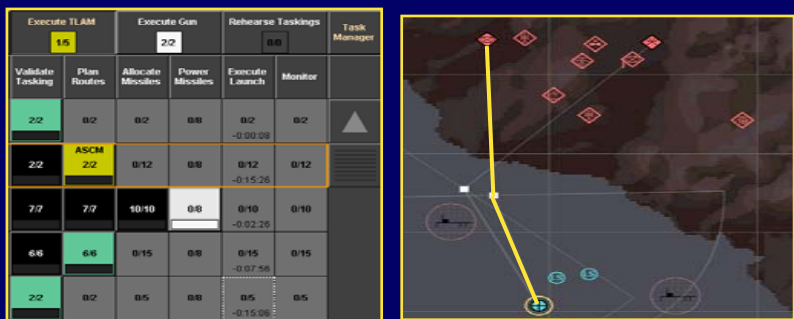 Execute TLAM
1/5
Execute Gun
2/2
Rehearse Taskings
0/0
Task Manager
Validate Tasking
Plan Routes
Allocate Missiles
Power Missiles
Execute Launch
Monitor
2/2 0/2 0/2 0/8 0/2 0/2
-0:00:08
ASCM
2/2 2/2 0/12 0/8 0/12 0/12
-0:15:26
7/7 7/7 10/10 0/8 0/10 0/10
-0:02:26
6/6 6/6 0/15 0/8 0/15 0/15
-0:07:56
2/2 0/2 0/5 0/8 0/5 0/5
-0:15:06